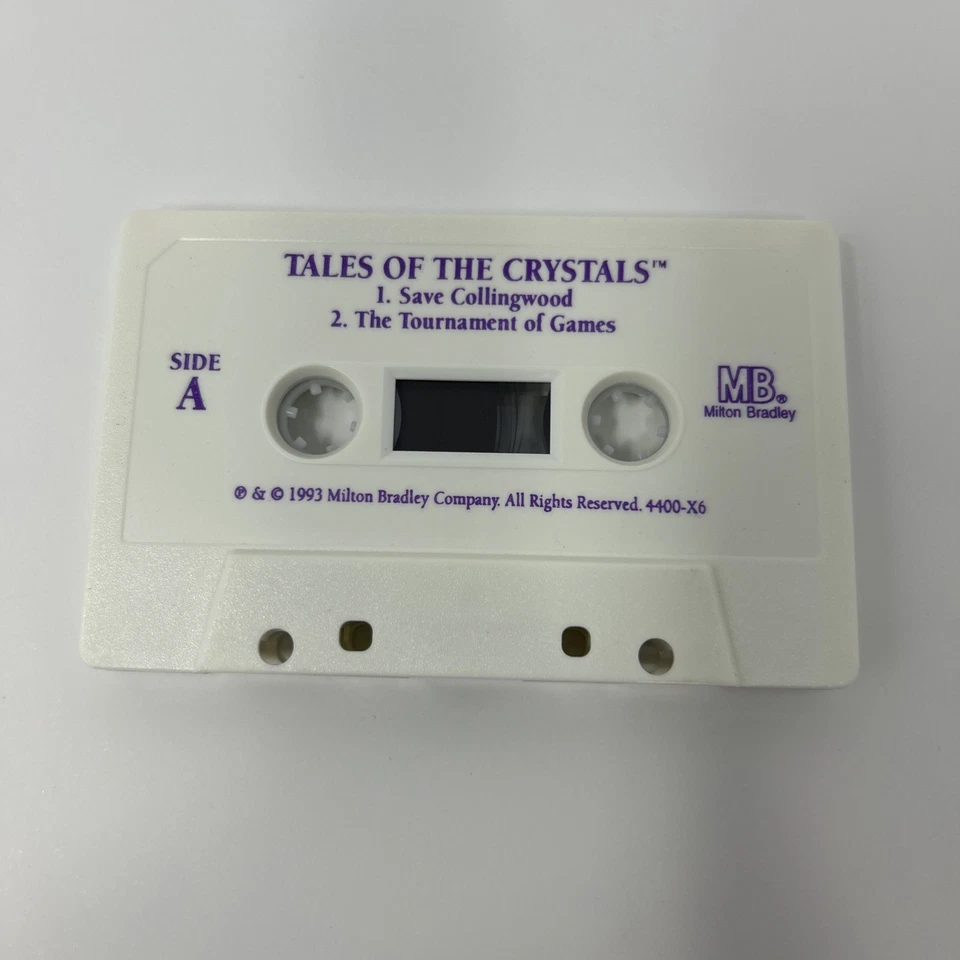 TALES OF THE CRYSTALS™
1. Save Collingwood
2. The Tournament of Games
SIDE
A
MB®
Milton Bradley
℗ & © 1993 Milton Bradley Company. All Rights Reserved. 4400-X6